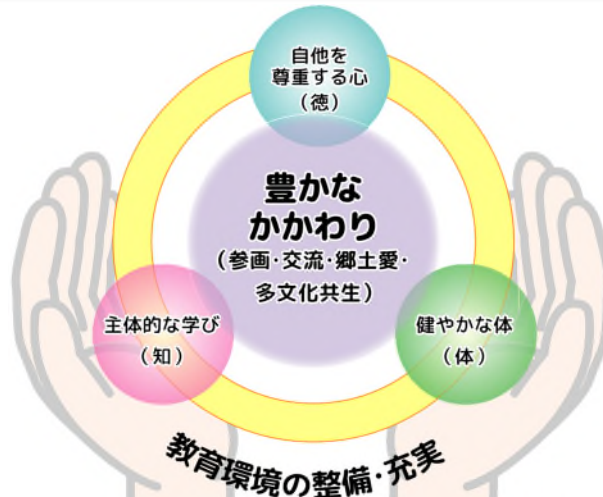 自他を
尊重する心
（徳）
豊かな
かかわり
（参画・交流・郷土愛・
多文化共生）
主体的な学び
（知）
健やかな体
（体）
教育環境の整備・充実